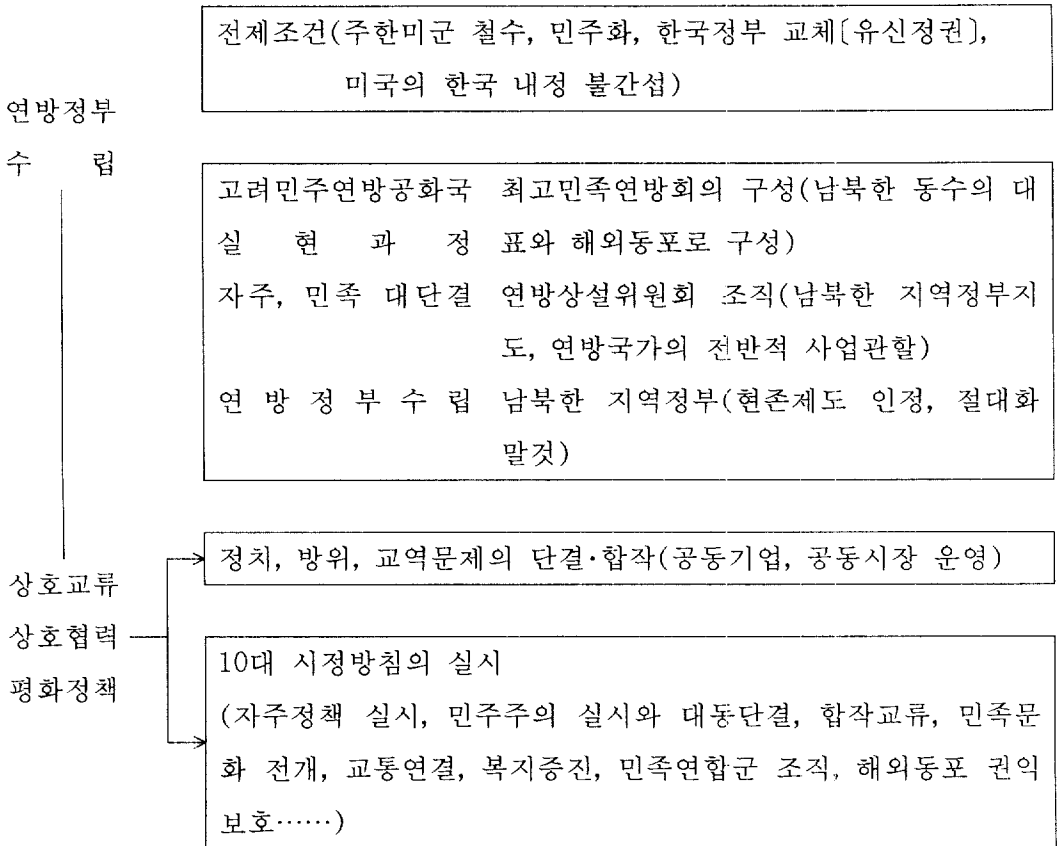 전제조건(주한미군 철수, 민주화, 한국정부 교체[유신정권],
미국의 한국 내정 불간섭)
연방정부
수 립
고려민주연방공화국 최고민족연방회의 구성(남북한 동수의 대
실 현 과 정 표와 해외동포로 구성)
자주, 민족 대단결 연방상설위원회 조직(남북한 지역정부지
도, 연방국가의 전반적 사업관할)
연 방 정 부 수 립 남북한 지역정부(현존제도 인정, 절대화
말것)
정치, 방위, 교역문제의 단결·합작(공동기업, 공동시장 운영)
상호교류
상호협력
평화정책
10대 시정방침의 실시
(자주정책 실시, 민주주의 실시와 대동단결, 합작교류, 민족문
화 전개, 교통연결, 복지증진, 민족연합군 조직, 해외동포 권익
보호……)